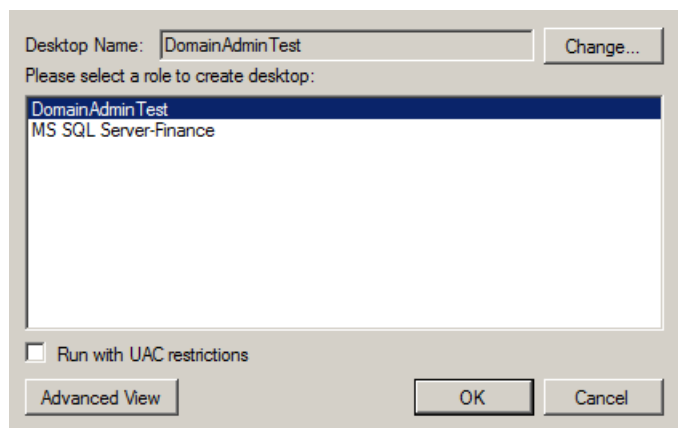 Desktop Name: DomainAdminTest Change...
Please select a role to create desktop:
DomainAdminTest
MS SQL Server-Finance
Run with UAC restrictions
Advanced View OK Cancel